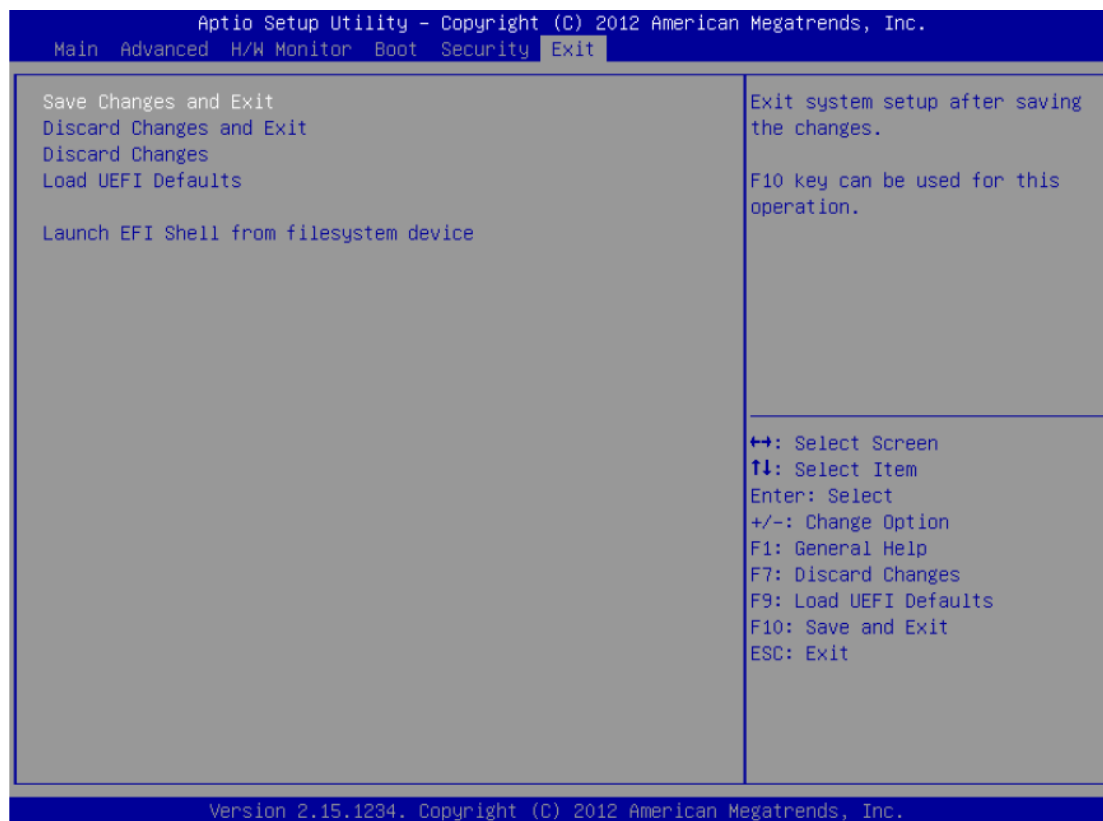 Aptio Setup Utility – Copyright (C) 2012 American Megatrends, Inc.
Main Advanced H/W Monitor Boot Security Exit
Save Changes and Exit
Discard Changes and Exit
Discard Changes
Load UEFI Defaults
Launch EFI Shell from filesystem device
Exit system setup after saving
the changes.
F10 key can be used for this
operation.
↔: Select Screen
↑↓: Select Item
Enter: Select
+/-: Change Option
F1: General Help
F7: Discard Changes
F9: Load UEFI Defaults
F10: Save and Exit
ESC: Exit
Version 2.15.1234. Copyright (C) 2012 American Megatrends, Inc.